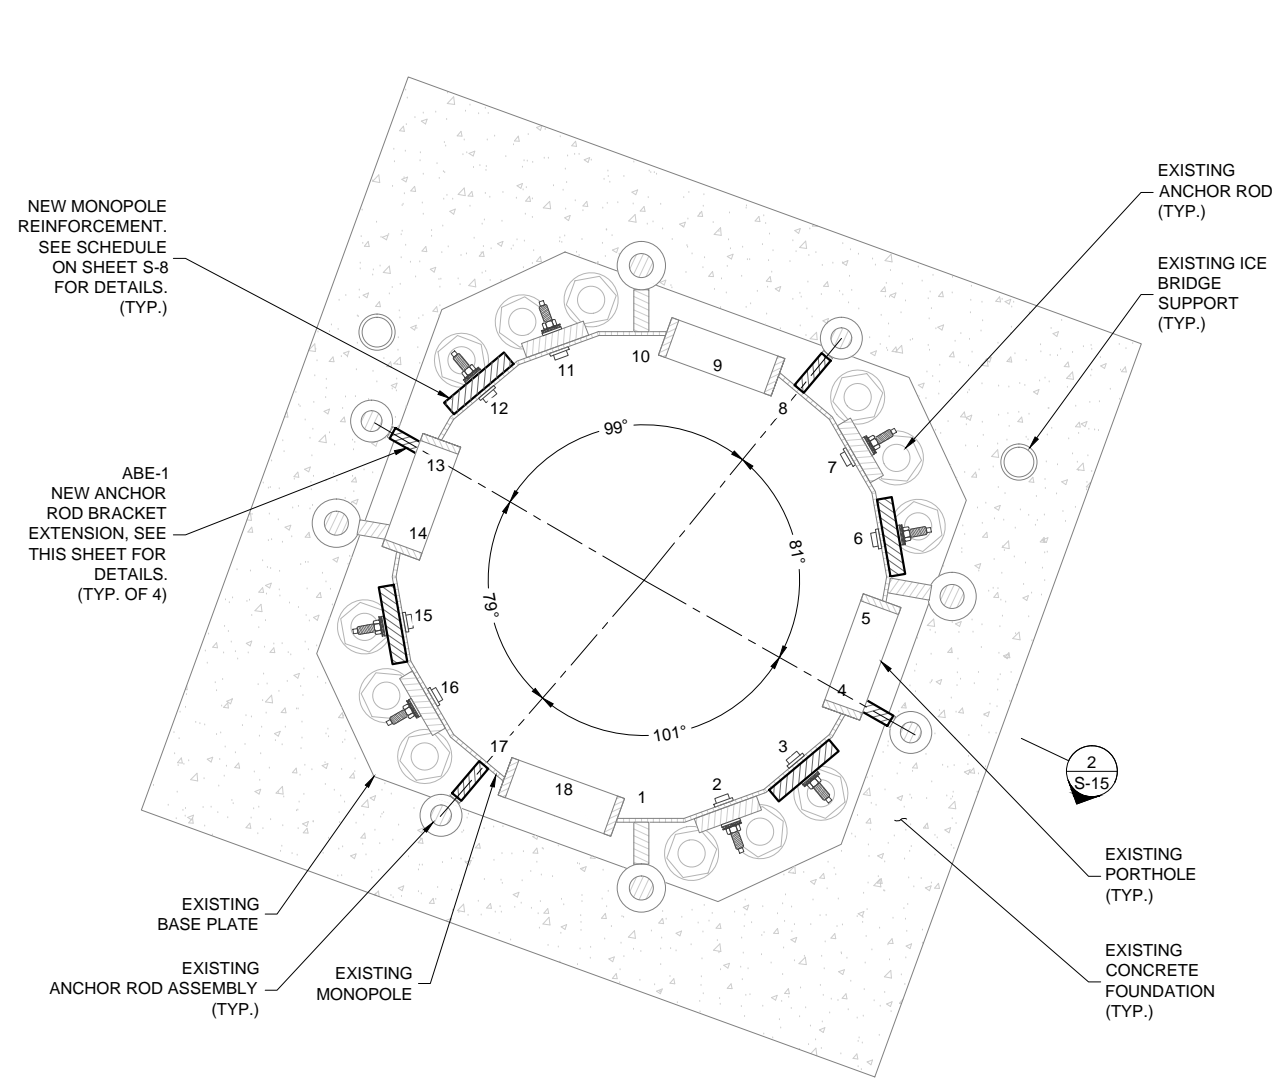 NEW MONOPOLE
REINFORCEMENT.
SEE SCHEDULE
ON SHEET S-8
FOR DETAILS.
(TYP.)
EXISTING
ANCHOR ROD
(TYP.)
EXISTING ICE
BRIDGE
SUPPORT
(TYP.)
10
9
11
8
12
99°
7
13
ABE-1
NEW ANCHOR
ROD BRACKET
EXTENSION, SEE
THIS SHEET FOR
DETAILS.
(TYP. OF 4)
14
6
81°
79°
15
5
16
4
101°
17
3
18
2
1
2
S-15
EXISTING
PORTHOLE
(TYP.)
EXISTING
BASE PLATE
EXISTING
ANCHOR ROD ASSEMBLY
(TYP.)
EXISTING
MONOPOLE
EXISTING
CONCRETE
FOUNDATION
(TYP.)